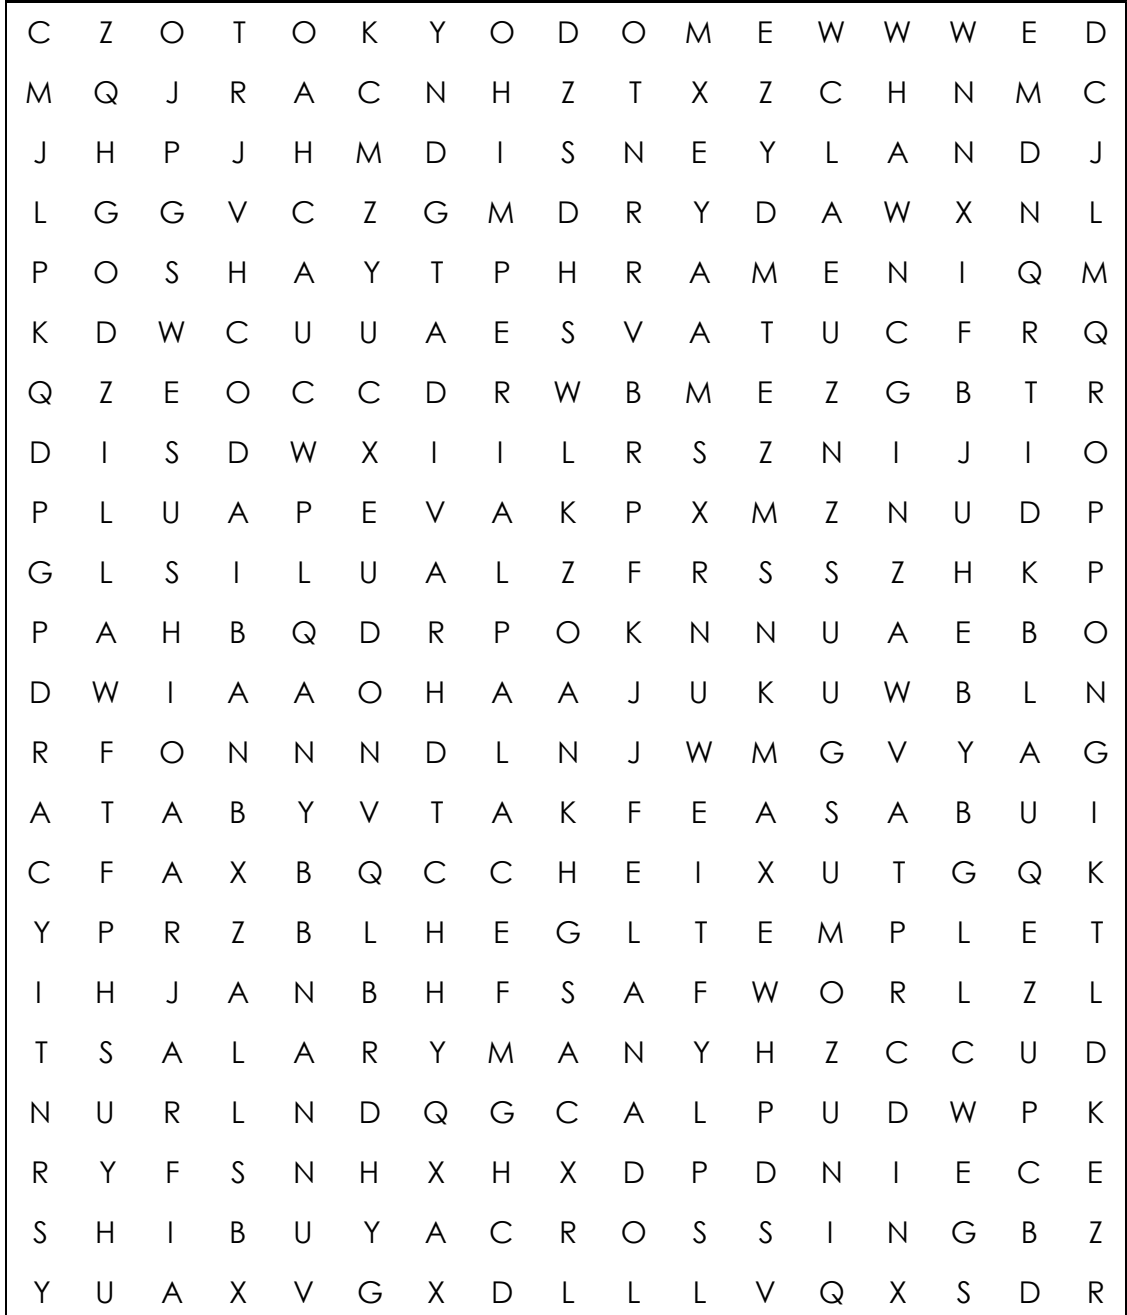 C Z O T O K Y O D O M E W W W E D
M Q J R A C N H Z T X Z C H N M C
J H P J H M D I S N E Y L A N D J
L G G V C Z G M D R Y D A W X N L
P O S H A Y T P H R A M E N I Q M
K D W C U U A E S V A T U C F R Q
Q Z E O C C D R W B M E Z G B T R
D I S D W X I I L R S Z N I J I O
P L U A P E V A K P X M Z N U D P
G L S I L U A L Z F R S S Z H K P
P A H B Q D R P O K N N U A E B O
D W I A A O H A A J U K U W B L N
R F O N N N D L N J W M G V Y A G
A T A B Y V T A K F E A S A B U I
C F A X B Q C C H E I X U T G Q K
Y P R Z B L H E G L T E M P L E T
I H J A N B H F S A F W O R L Z L
T S A L A R Y M A N Y H Z C C U D
N U R L N D Q G C A L P U D W P K
R Y F S N H X H X D P D N I E C E
S H I B U Y A C R O S S I N G B Z
Y U A X V G X D L L L V Q X S D R